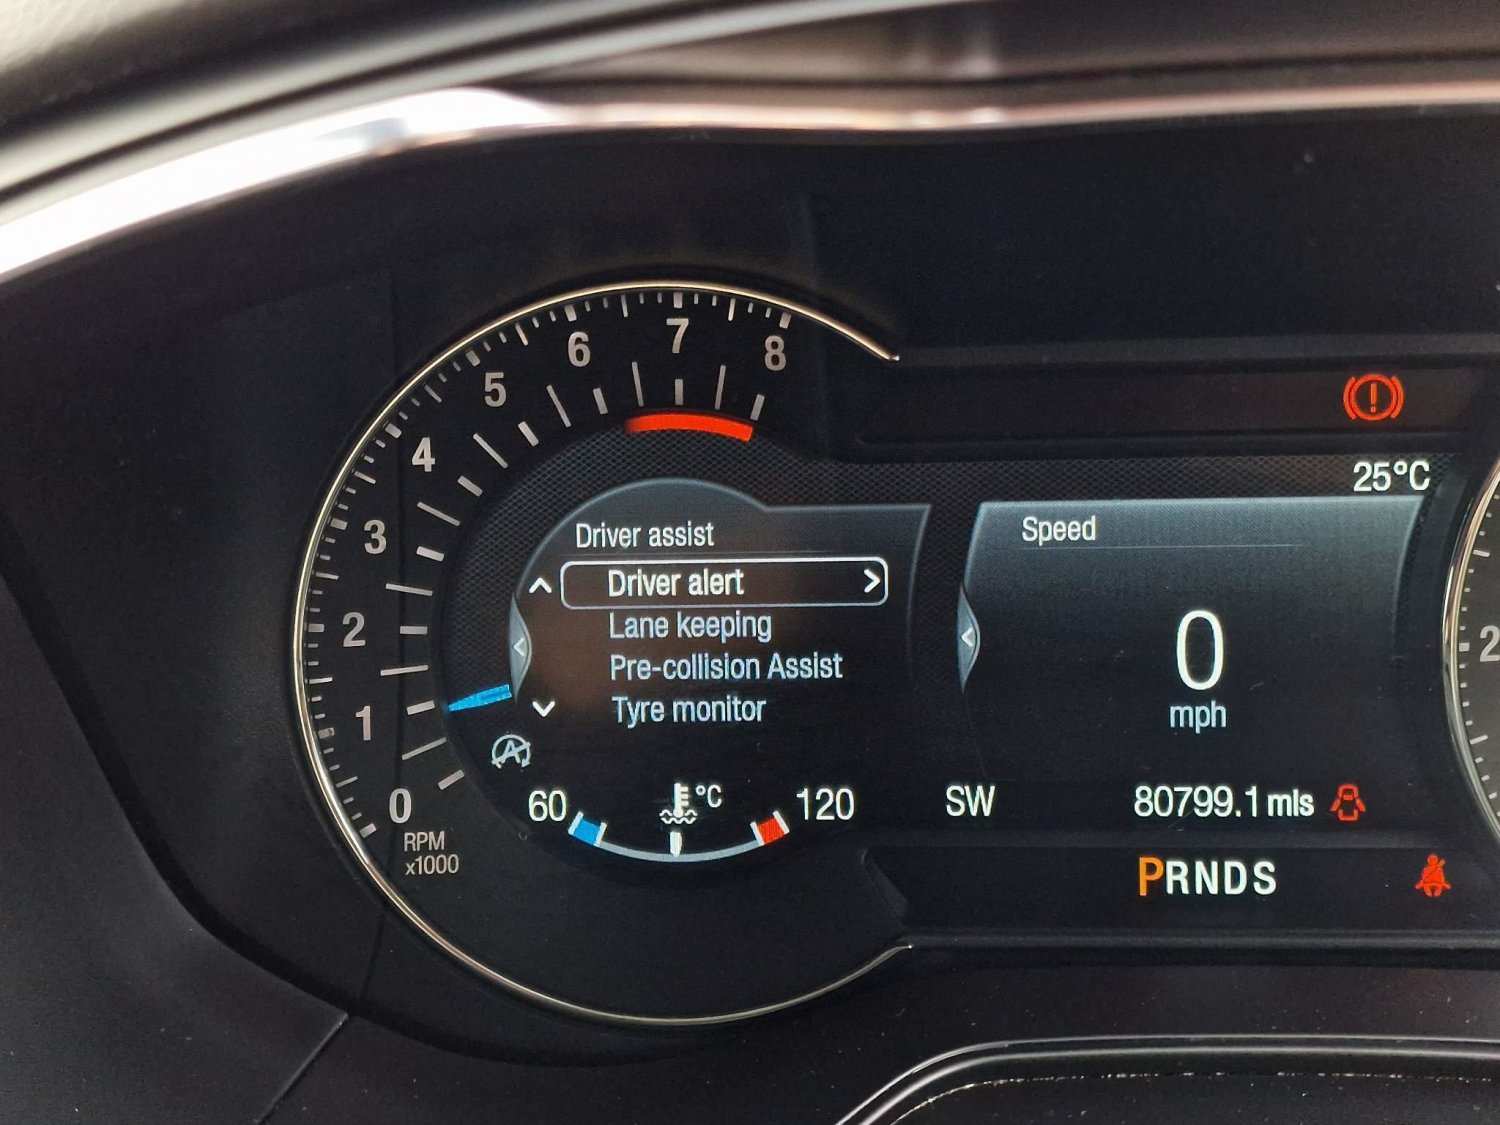 8
7
6
5
4
3
2
1
0
RPM
x1000
25°C
Driver assist
Driver alert
Lane keeping
Pre-collision Assist
Tyre monitor
A
60
°C
120
Speed
0
mph
SW
80799.1 mls
PRNDS
2